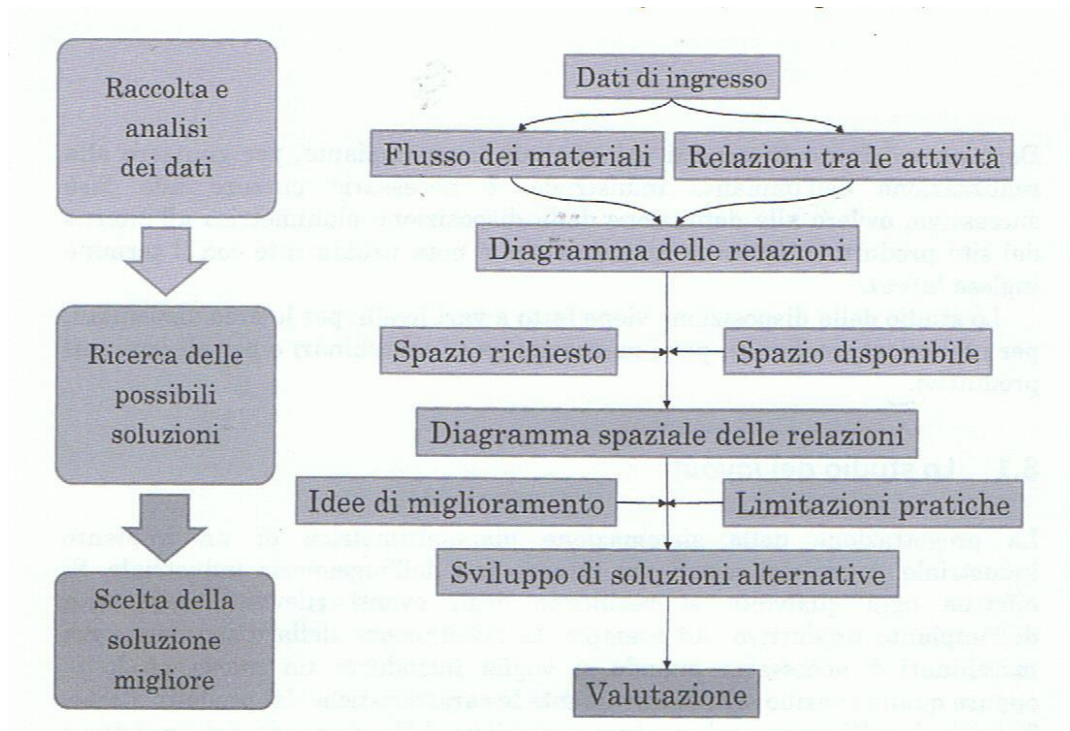 Raccolta e
analisi
dei dati
Ricerca delle
possibili
soluzioni
Scelta della
soluzione
migliore
Dati di ingresso
Flusso dei materiali
Relazioni tra le attività
Diagramma delle relazioni
Spazio richiesto
Spazio disponibile
Diagramma spaziale delle relazioni
Idee di miglioramento
Limitazioni pratiche
Sviluppo di soluzioni alternative
Valutazione